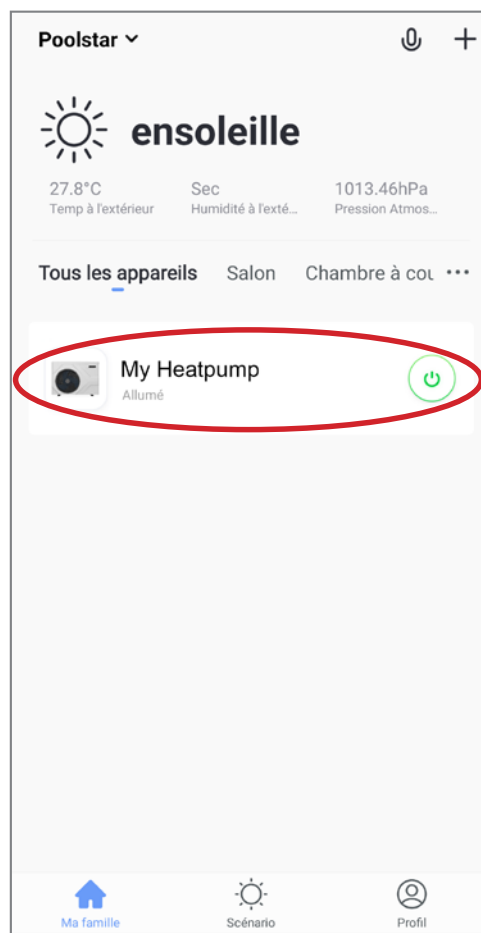 Poolstar
ensoleille
27.8°C Sec 1013.46hPa
Temp à l'extérieur Humidité à l'exté... Pression Atmos...
Tous les appareils Salon Chambre à cou
My Heatpump
Allumé
Ma famille Scénario Profil